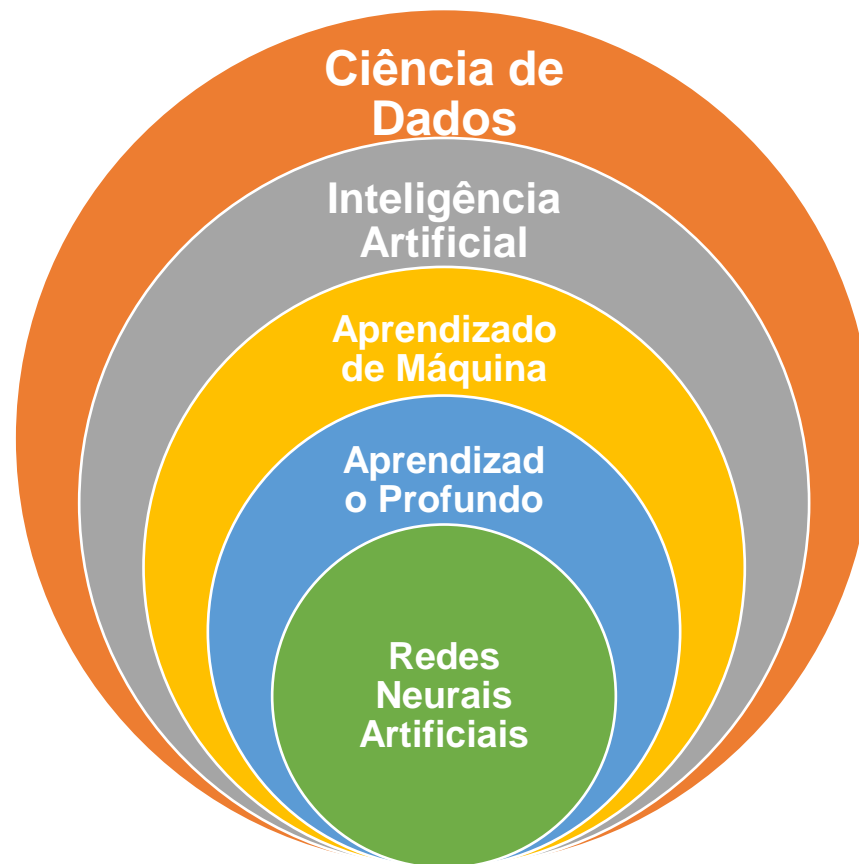 Ciência de
Dados
Inteligência
Artificial
Aprendizado
de Máquina
Aprendizad
o Profundo
Redes
Neurais
Artificiais